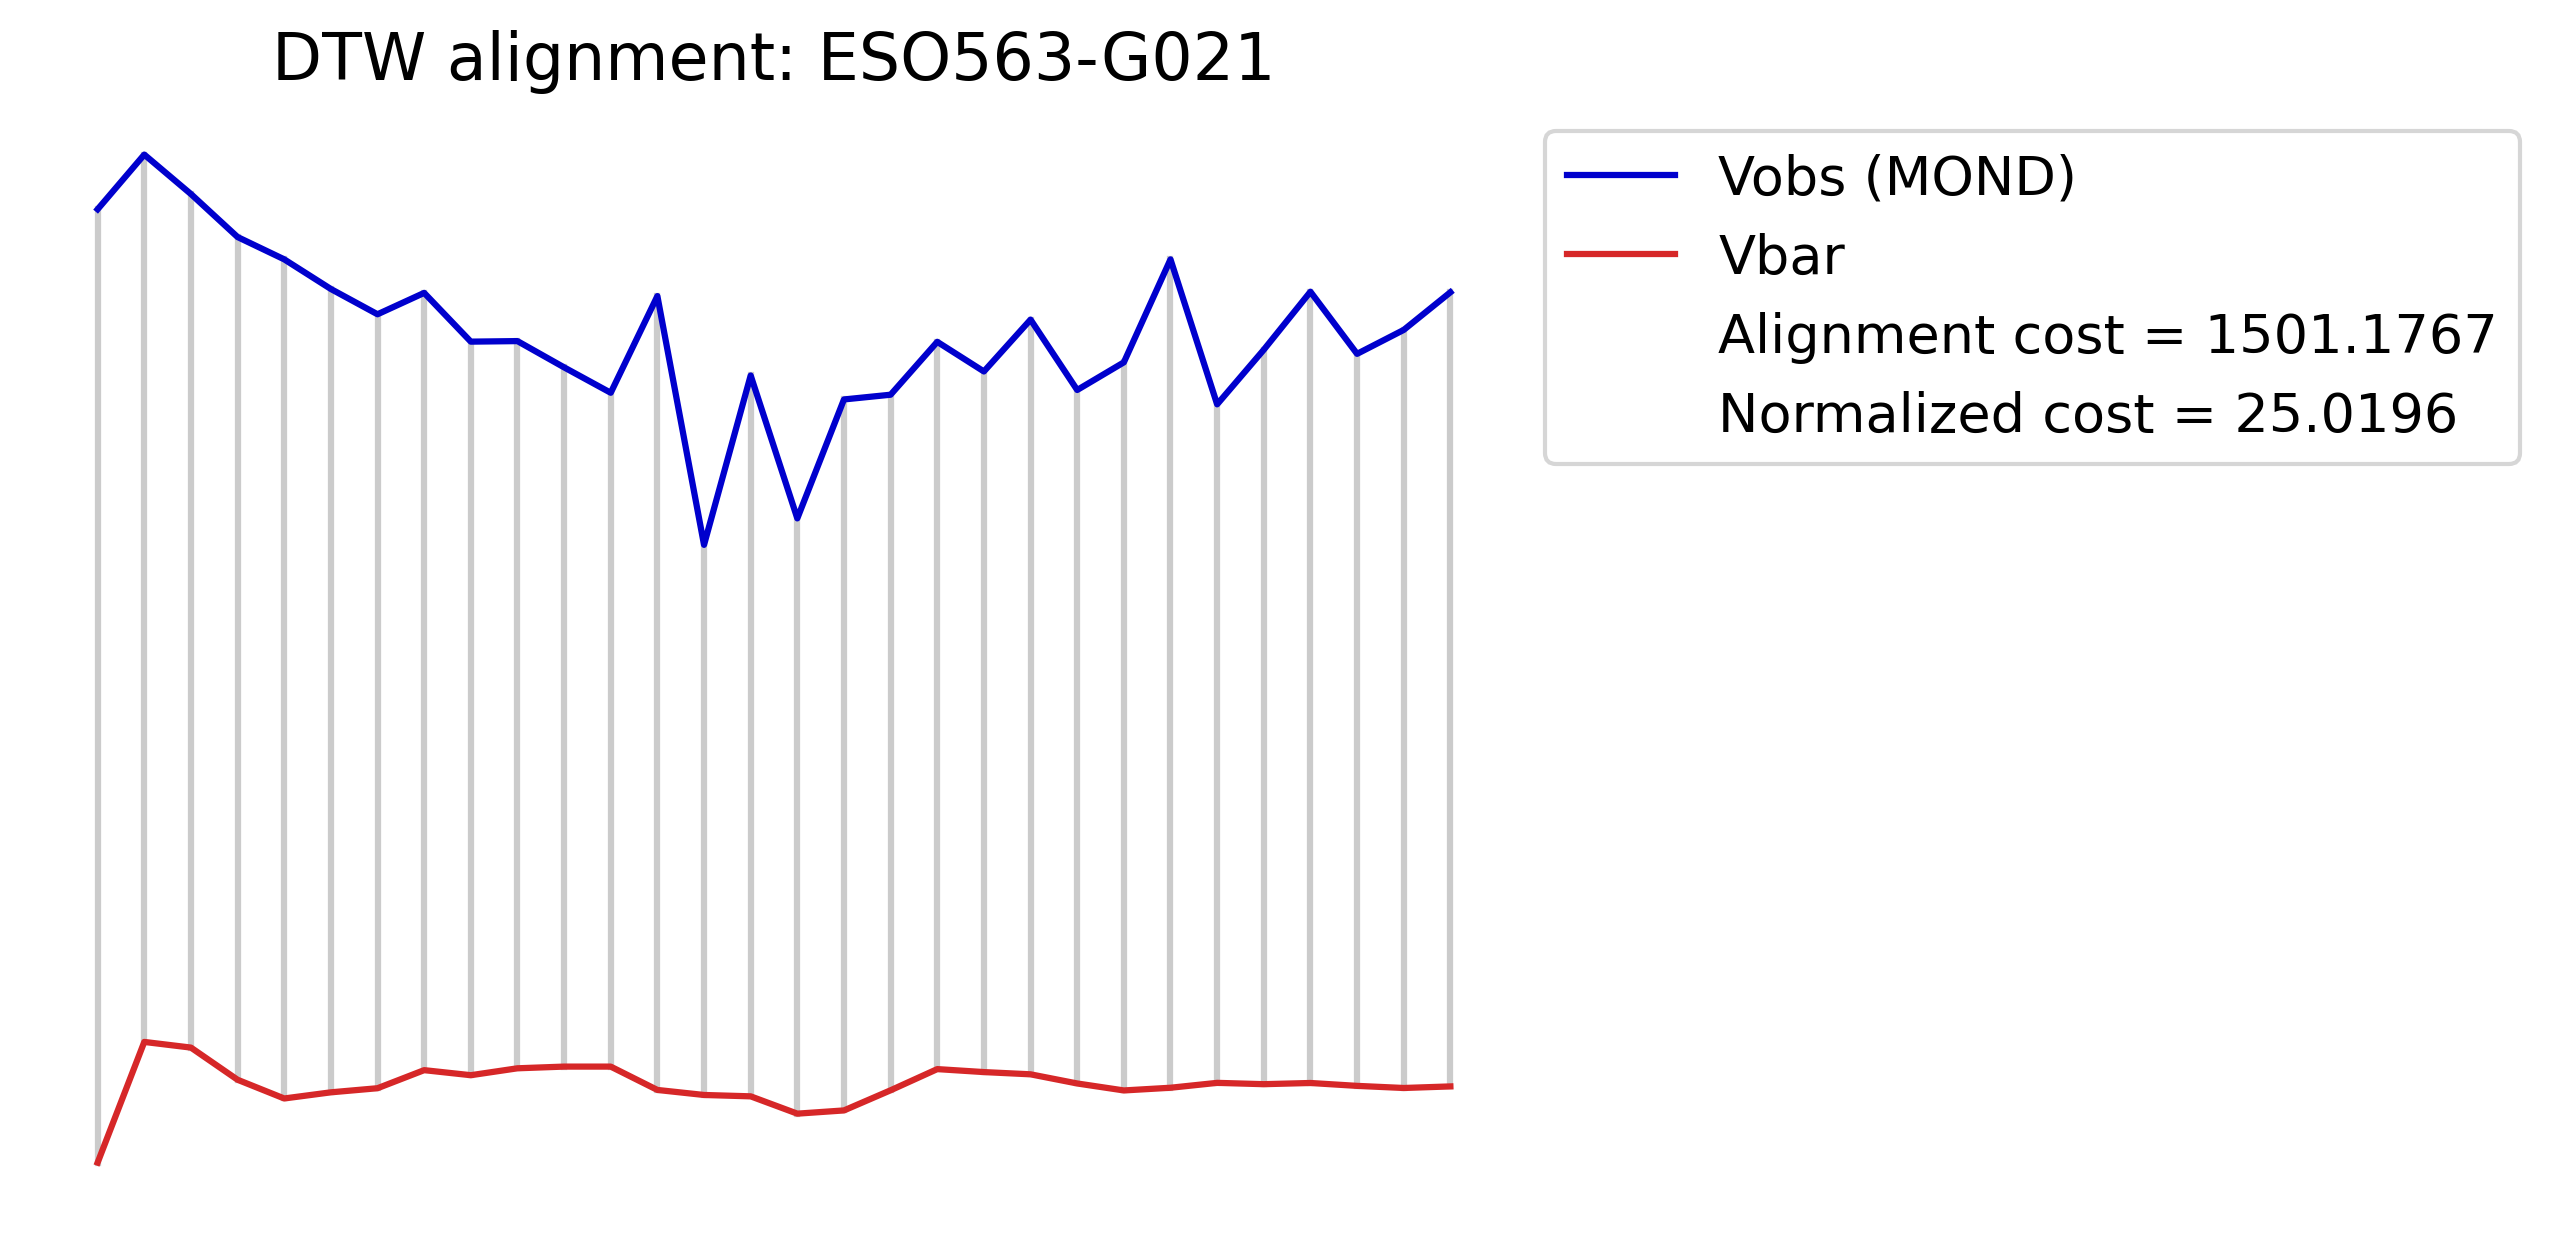 DTW alignment: ESO563-G021
Vobs (MOND)
Vbar
Alignment cost = 1501.1767
Normalized cost = 25.0196